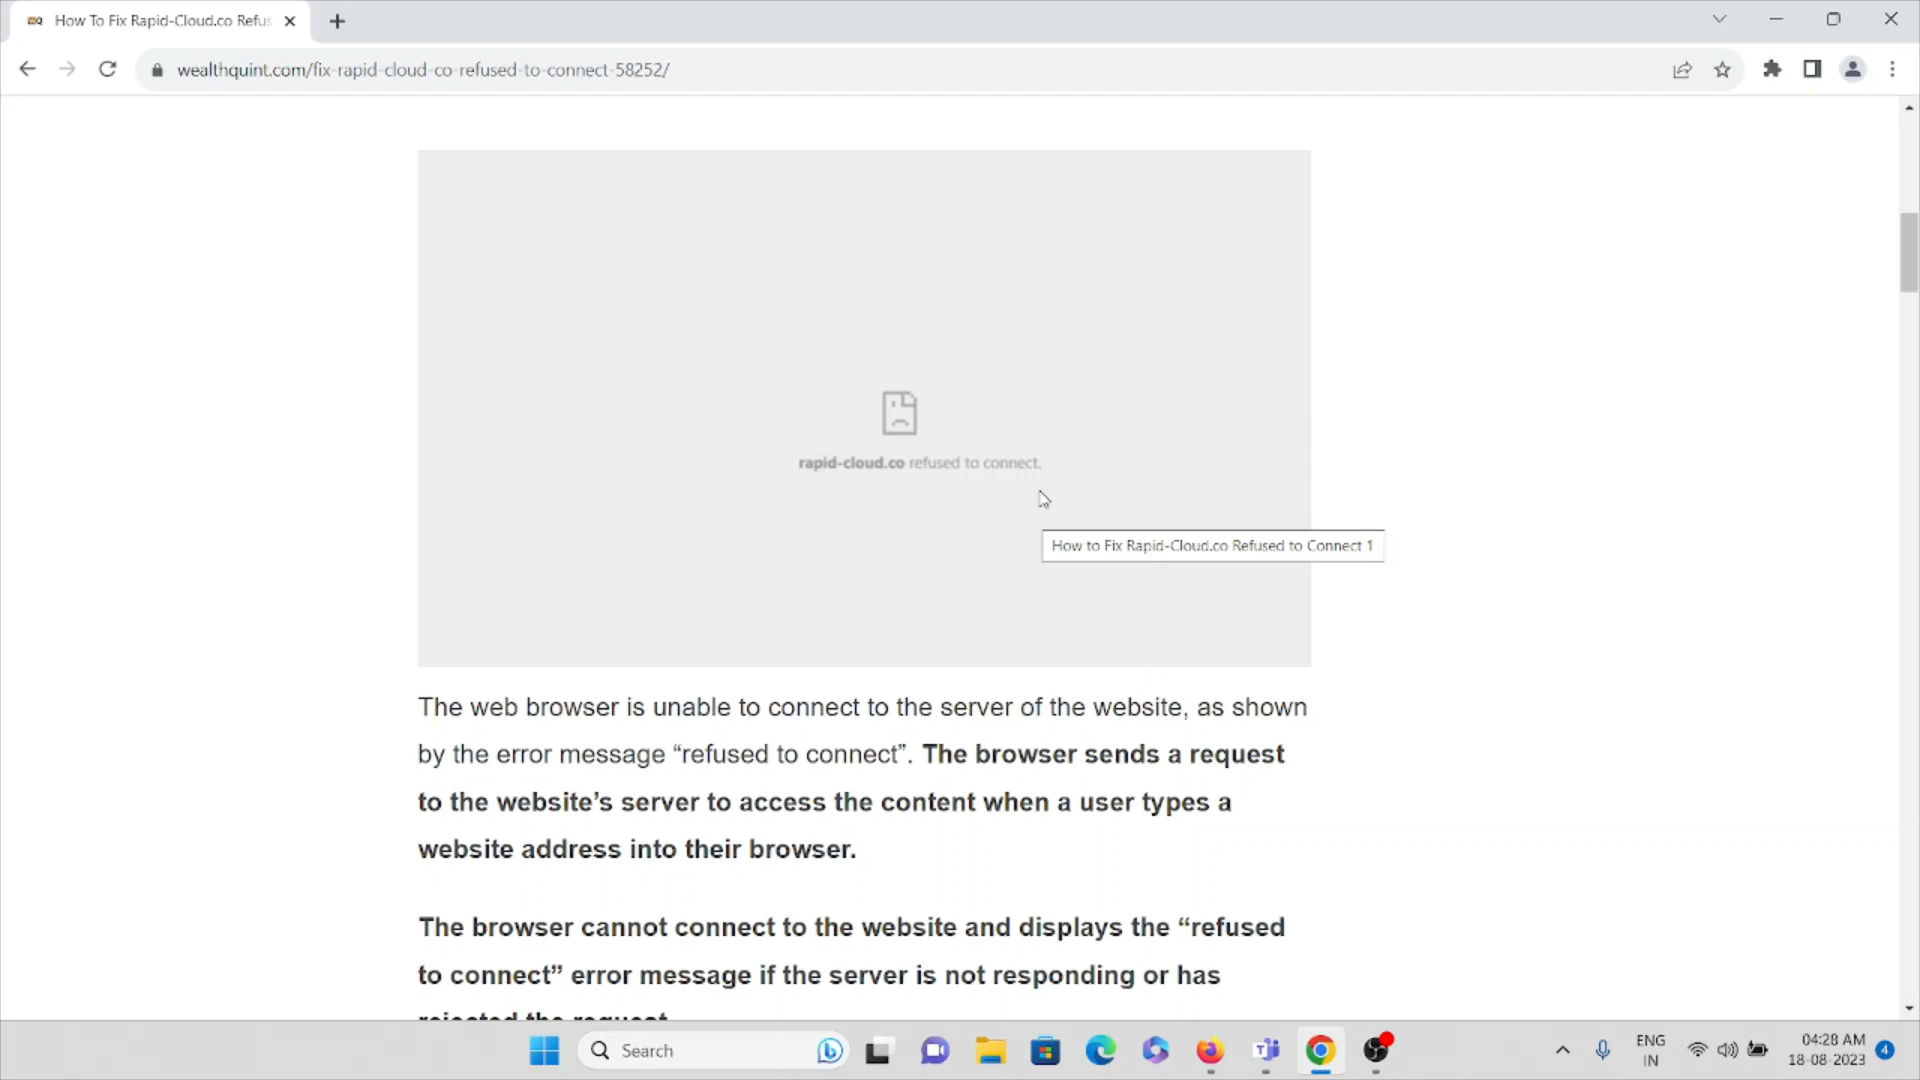 How To Fix Rapid-Cloud.co Refus
wealthquint.com/fix-rapid-cloud-co-refused-to-connect-58252/
rapid-cloud.co refused to connect.
How to Fix Rapid-Cloud.co Refused to Connect 1
The web browser is unable to connect to the server of the website, as shown
by the error message “refused to connect”. The browser sends a request
to the website’s server to access the content when a user types a
website address into their browser.
The browser cannot connect to the website and displays the “refused
to connect” error message if the server is not responding or has
rejected the request.
Search
ENG
IN
04:28 AM
18-08-2023
4